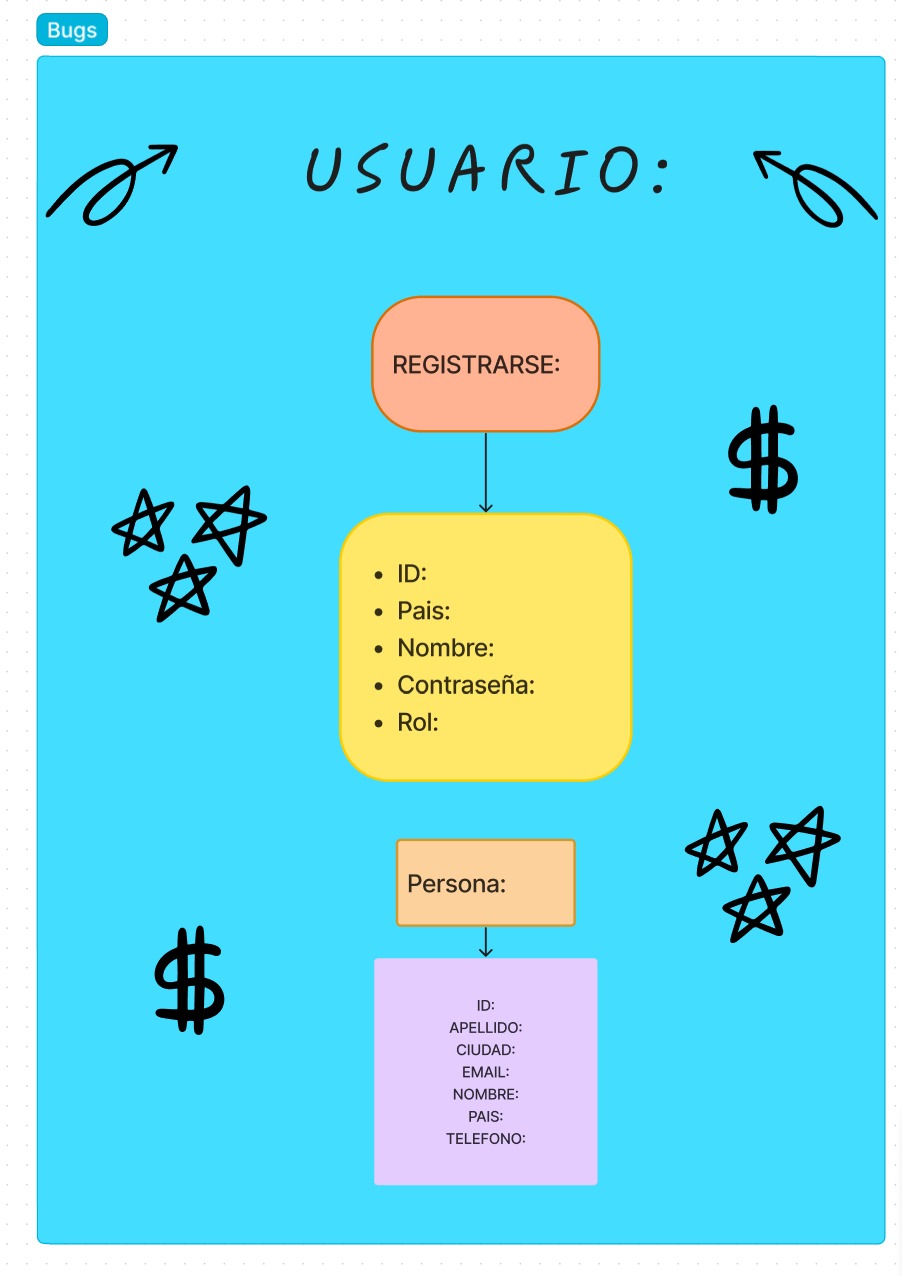 Bugs
USUARIO:
REGISTRARSE:
• ID:
• Pais:
• Nombre:
• Contraseña:
• Rol:
Persona:
ID:
APELLIDO:
CIUDAD:
EMAIL:
NOMBRE:
PAIS:
TELEFONO: